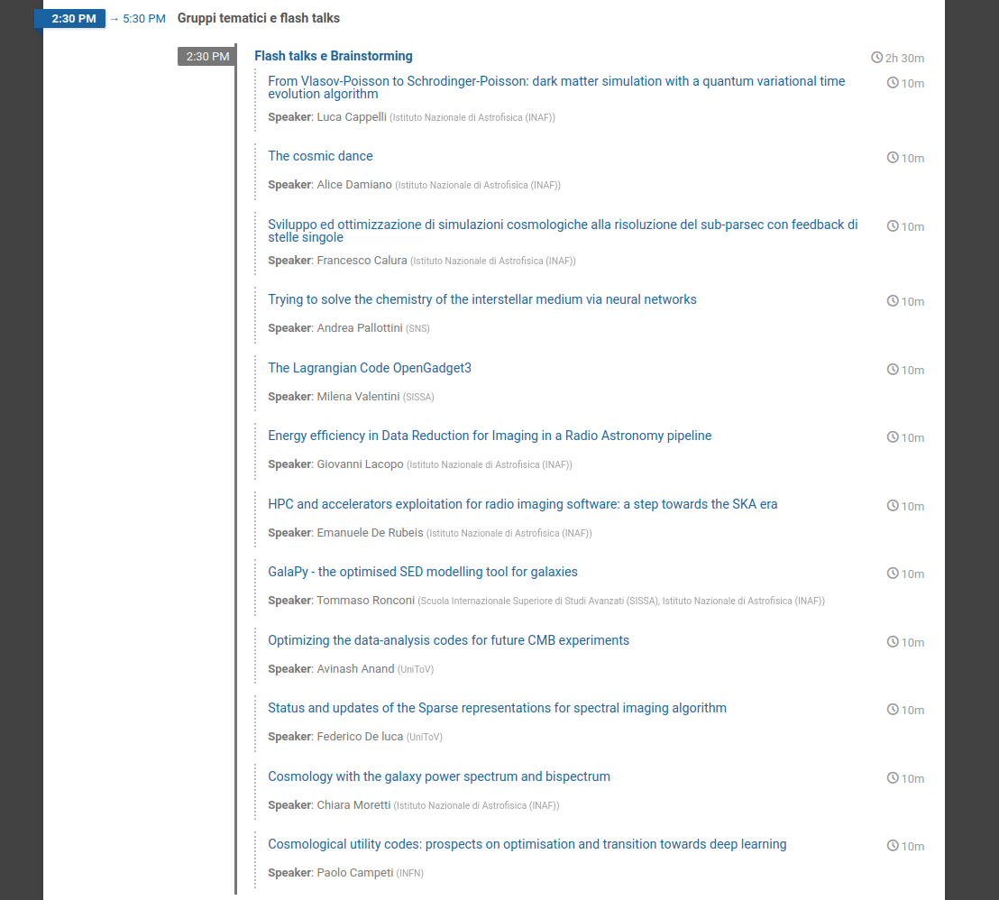 2:30 PM → 5:30 PM Gruppi tematici e flash talks
2:30 PM Flash talks e Brainstorming 2h 30m
From Vlasov-Poisson to Schrodinger-Poisson: dark matter simulation with a quantum variational time 10m
evolution algorithm
Speaker: Luca Cappelli (Istituto Nazionale di Astrofisica (INAF))
The cosmic dance 10m
Speaker: Alice Damiano (Istituto Nazionale di Astrofisica (INAF))
Sviluppo ed ottimizzazione di simulazioni cosmologiche alla risoluzione del sub-parsec con feedback di 10m
stelle singole
Speaker: Francesco Calura (Istituto Nazionale di Astrofisica (INAF))
Trying to solve the chemistry of the interstellar medium via neural networks 10m
Speaker: Andrea Pallottini (SNS)
The Lagrangian Code OpenGadget3 10m
Speaker: Milena Valentini (SISSA)
Energy efficiency in Data Reduction for Imaging in a Radio Astronomy pipeline 10m
Speaker: Giovanni Lacopo (Istituto Nazionale di Astrofisica (INAF))
HPC and accelerators exploitation for radio imaging software: a step towards the SKA era 10m
Speaker: Emanuele De Rubeis (Istituto Nazionale di Astrofisica (INAF))
GalaPy - the optimised SED modelling tool for galaxies 10m
Speaker: Tommaso Ronconi (Scuola Internazionale Superiore di Studi Avanzati (SISSA), Istituto Nazionale di Astrofisica (INAF))
Optimizing the data-analysis codes for future CMB experiments 10m
Speaker: Avinash Anand (UniToV)
Status and updates of the Sparse representations for spectral imaging algorithm 10m
Speaker: Federico De luca (UniToV)
Cosmology with the galaxy power spectrum and bispectrum 10m
Speaker: Chiara Moretti (Istituto Nazionale di Astrofisica (INAF))
Cosmological utility codes: prospects on optimisation and transition towards deep learning 10m
Speaker: Paolo Campeti (INFN)